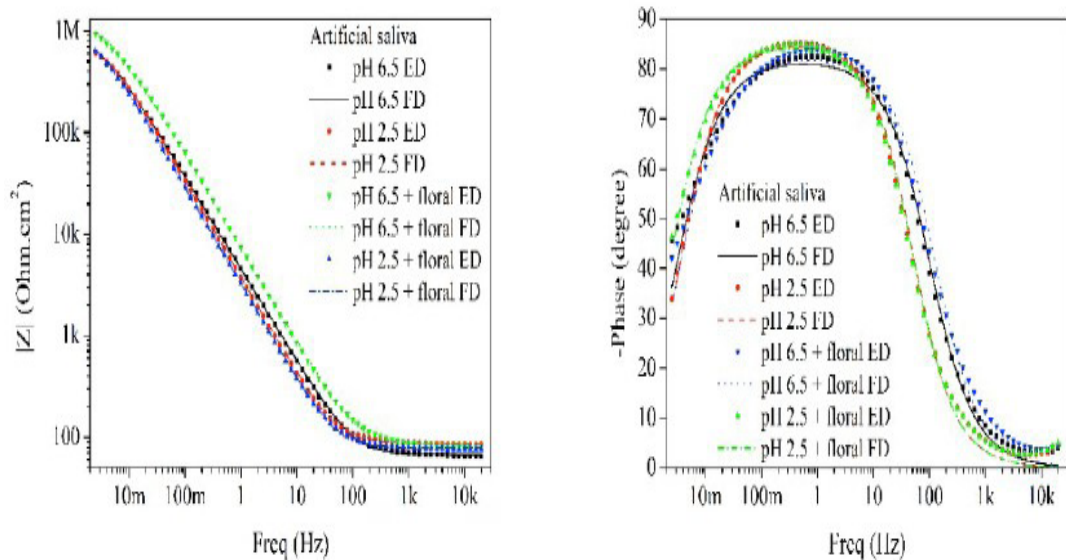 1M
100k
10k
1k
100
|Z| (Ohm.cm²)
10m 100m 1 10 100 1k 10k
Freq (Hz)
Artificial saliva
pH 6.5 ED
pH 6.5 FD
pH 2.5 ED
pH 2.5 FD
pH 6.5 + floral ED
pH 6.5 + floral FD
pH 2.5 + floral ED
pH 2.5 + floral FD
90
80
70
60
50
40
30
20
10
0
-Phase (degree)
10m 100m 1 10 100 1k 10k
Freq (Hz)
Artificial saliva
pH 6.5 ED
pH 6.5 FD
pH 2.5 ED
pH 2.5 FD
pH 6.5 + floral ED
pH 6.5 + floral FD
pH 2.5 + floral ED
pH 2.5 + floral FD